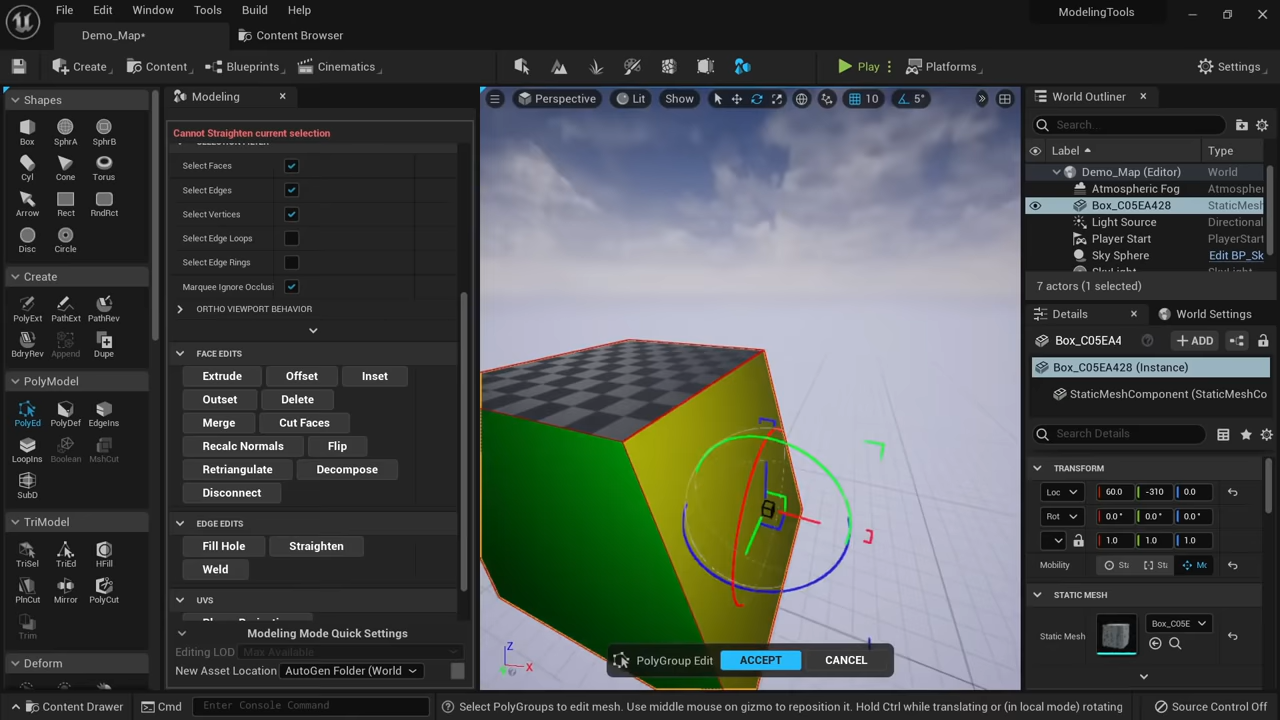 File Edit Window Tools Build Help
ModelingTools
Demo_Map*
Content Browser
Create
Content
Blueprints
Cinematics
Play
Platforms
Settings
Shapes
Box SphrA SphrB
Cyl Cone Torus
Arrow Rect RndRct
Disc Circle
Create
PolyExt PathExt PathRev
BdryRev Append Dupe
PolyModel
PolyEd PolyDef EdgeIns
LoopIns Boolean MshCut
SubD
TriModel
TriSel TriEd HFill
PlnCut Mirror PolyCut
Trim
Deform
Modeling
Cannot Straighten current selection
SELECTION FILTER
Select Faces
Select Edges
Select Vertices
Select Edge Loops
Select Edge Rings
Marquee Ignore Occlusi
ORTHO VIEWPORT BEHAVIOR
FACE EDITS
Extrude Offset Inset
Outset Delete
Merge Cut Faces
Recalc Normals Flip
Retriangulate Decompose
Disconnect
EDGE EDITS
Fill Hole Straighten
Weld
UVS
Modeling Mode Quick Settings
Editing LOD Max Available
New Asset Location AutoGen Folder (World
Perspective Lit Show 10 5°
Z
X
PolyGroup Edit ACCEPT CANCEL
World Outliner
Search...
Label Type
Demo_Map (Editor) World
Atmospheric Fog Atmosphe
Box_C05EA428 StaticMesh
Light Source Directional
Player Start PlayerStart
Sky Sphere Edit BP_Sk
SkyLight
7 actors (1 selected)
Details
World Settings
Box_C05EA4 ADD
Box_C05EA428 (Instance)
StaticMeshComponent (StaticMeshCo
Search Details
TRANSFORM
Loc 60.0 -310 0.0
Rot 0.0° 0.0° 0.0°
1.0 1.0 1.0
Mobility
STATIC MESH
Static Mesh Box_C05E
Content Drawer
Cmd
Enter Console Command
Select PolyGroups to edit mesh. Use middle mouse on gizmo to reposition it. Hold Ctrl while translating or (in local mode) rotating
Source Control Off